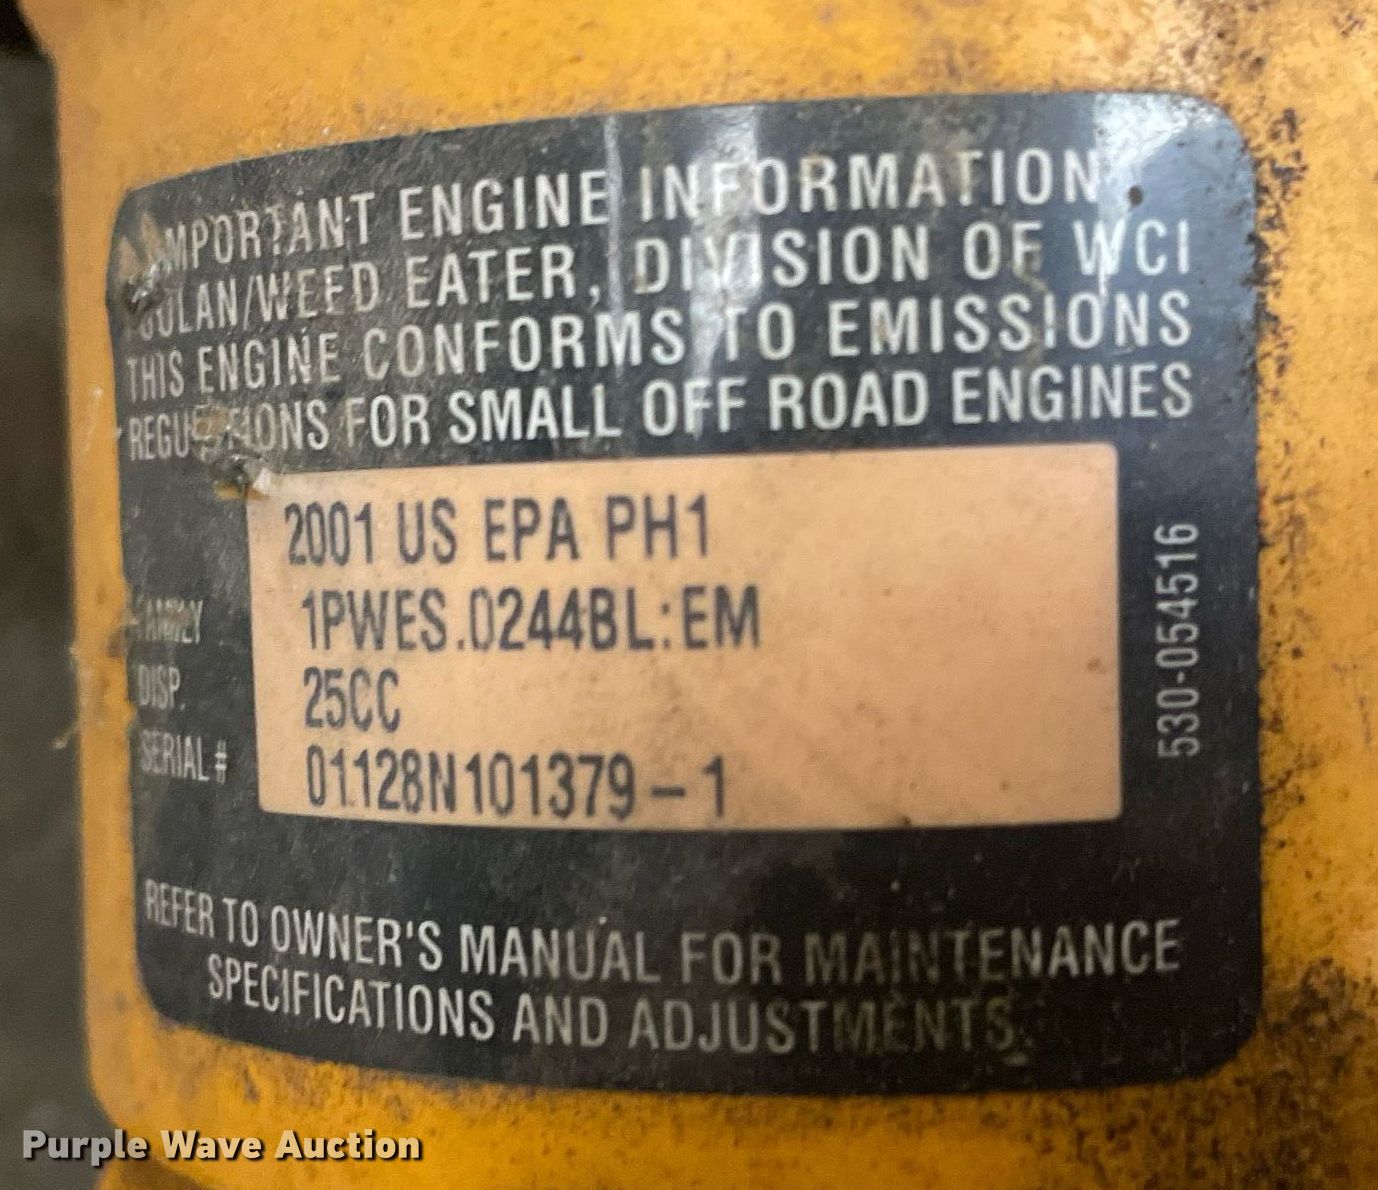 IMPORTANT ENGINE INFORMATION
POULAN/WEED EATER, DIVISION OF WCI
THIS ENGINE CONFORMS TO EMISSIONS
REGULATIONS FOR SMALL OFF ROAD ENGINES
2001 US EPA PH1
FAMILY 1PWES.0244BL:EM
DISP. 25CC
SERIAL # 01128N101379-1
530-054516
REFER TO OWNER'S MANUAL FOR MAINTENANCE
SPECIFICATIONS AND ADJUSTMENTS.
Purple Wave Auction